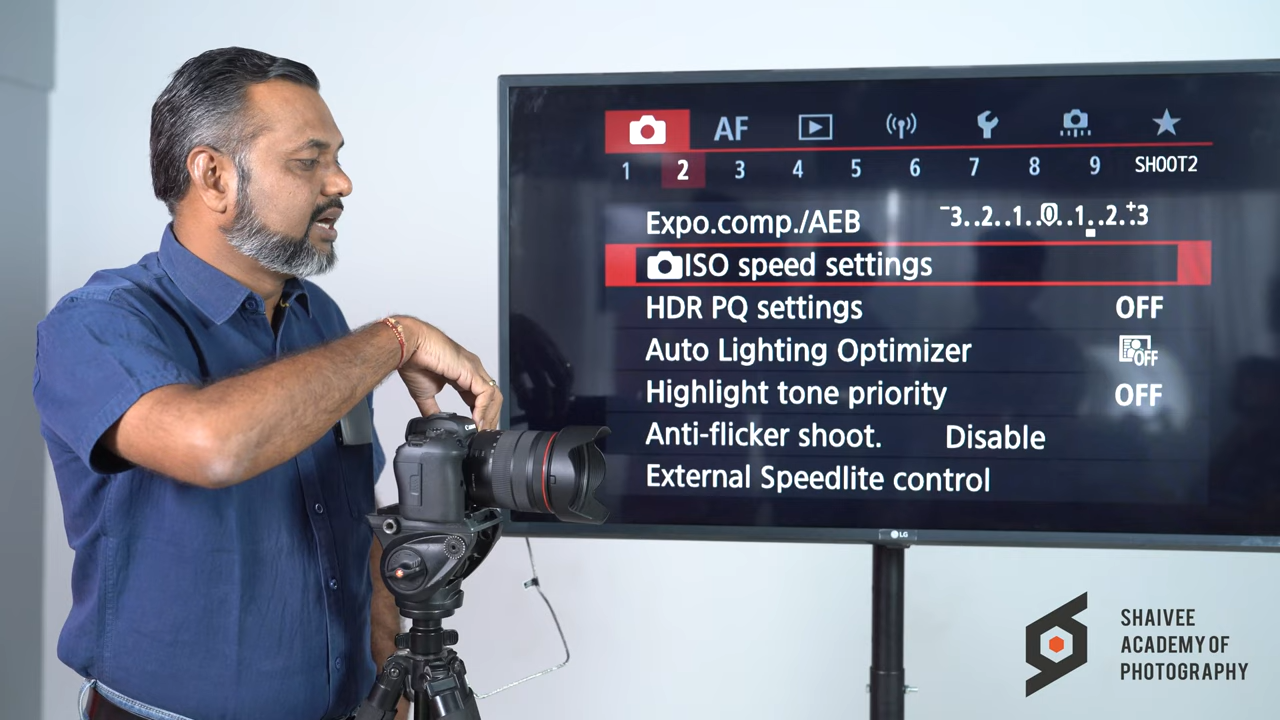 AF
1 2 3 4 5 6 7 8 9 SHOOT2
Expo.comp./AEB -3..2..1..0..1..2.+3
ISO speed settings
HDR PQ settings OFF
Auto Lighting Optimizer OFF
Highlight tone priority OFF
Anti-flicker shoot. Disable
External Speedlite control
Canon
LG
SHAIVEE
ACADEMY OF
PHOTOGRAPHY